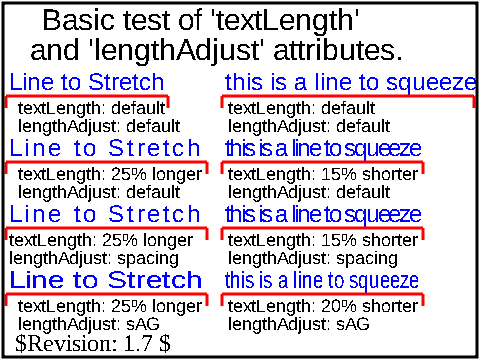 Basic test of 'textLength'
and 'lengthAdjust' attributes.
Line to Stretch
textLength: default
lengthAdjust: default
this is a line to squeeze
textLength: default
lengthAdjust: default
Line to Stretch
textLength: 25% longer
lengthAdjust: default
this is a line to squeeze
textLength: 15% shorter
lengthAdjust: default
Line to Stretch
textLength: 25% longer
lengthAdjust: spacing
this is a line to squeeze
textLength: 15% shorter
lengthAdjust: spacing
Line to Stretch
textLength: 25% longer
lengthAdjust: sAG
this is a line to squeeze
textLength: 20% shorter
lengthAdjust: sAG
$Revision: 1.7 $